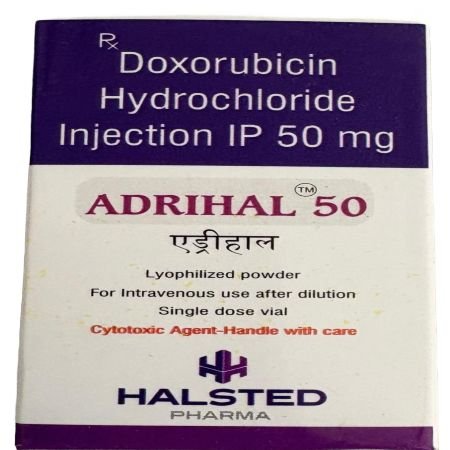 Rx
Doxorubicin
Hydrochloride
Injection IP 50 mg
ADRIHAL™ 50
एड्रीहाल
Lyophilized powder
For Intravenous use after dilution
Single dose vial
Cytotoxic Agent-Handle with care
HALSTED
PHARMA